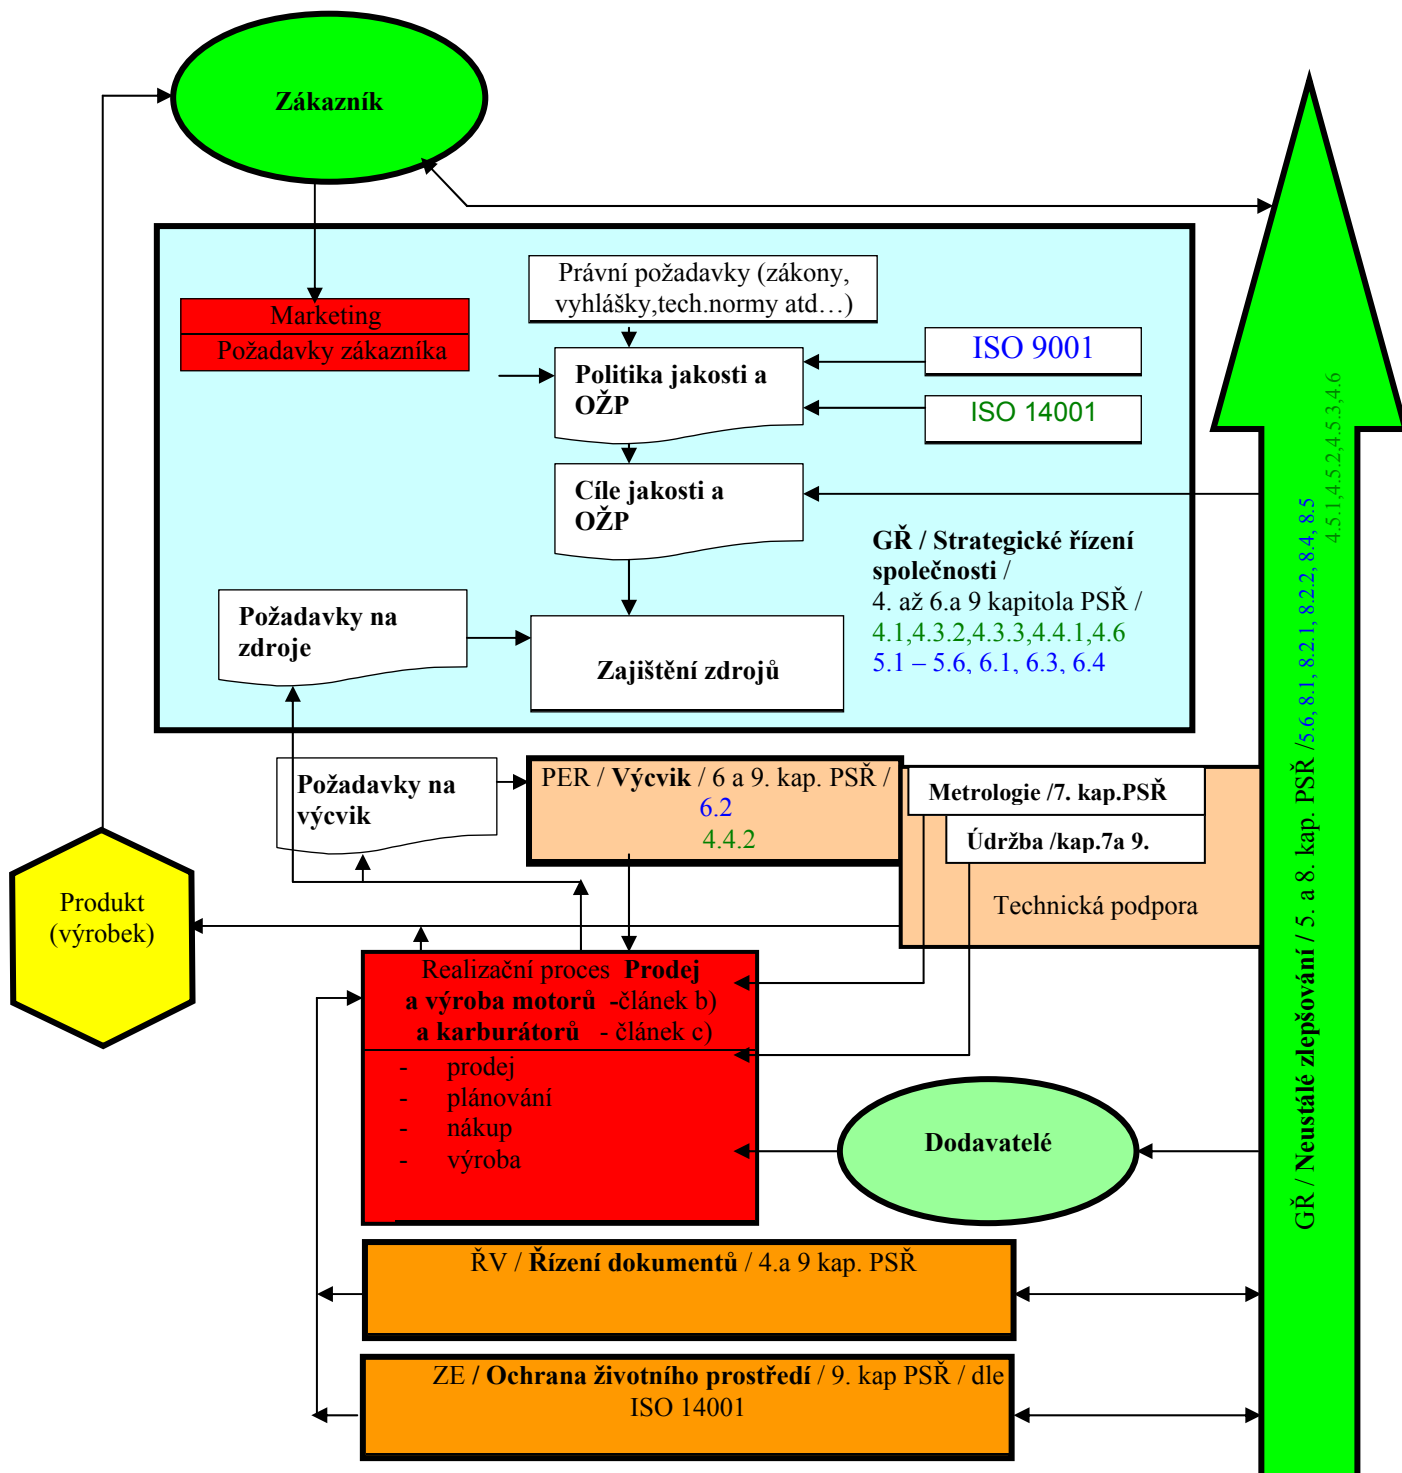 Zákazník
Právní požadavky (zákony,
vyhlášky,tech.normy atd…)
Marketing
Požadavky zákazníka
ISO 9001
Politika jakosti a
OŽP
ISO 14001
Cíle jakosti a
OŽP
GŘ / Strategické řízení
společnosti /
4. až 6.a 9 kapitola PSŘ /
4.1,4.3.2,4.3.3,4.4.1,4.6
5.1 – 5.6, 6.1, 6.3, 6.4
Požadavky na
zdroje
Zajištění zdrojů
Požadavky na
výcvik
PER / Výcvik / 6 a 9. kap. PSŘ /
6.2
4.4.2
Metrologie /7. kap.PSŘ
Údržba /kap.7a 9.
Technická podpora
Produkt
(výrobek)
Realizační proces Prodej
a výroba motorů -článek b)
a karburátorů - článek c)
- prodej
- plánování
- nákup
- výroba
Dodavatelé
ŘV / Řízení dokumentů / 4.a 9 kap. PSŘ
ZE / Ochrana životního prostředí / 9. kap PSŘ / dle
ISO 14001
GŘ / Neustálé zlepšování / 5. a 8. kap. PSŘ /5.6, 8.1, 8.2.1, 8.2.2, 8.4, 8.5
4.5.1,4.5.2,4.5.3,4.6